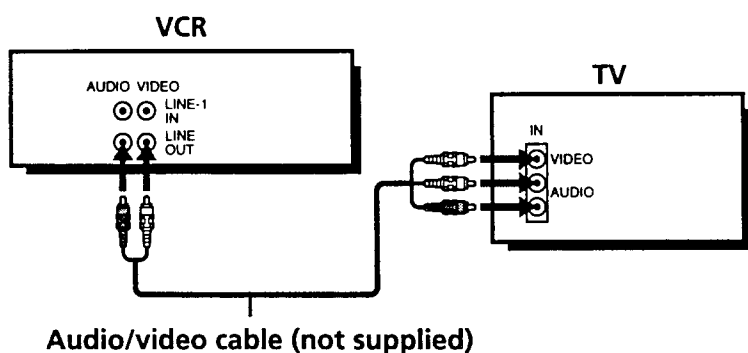 VCR
AUDIO VIDEO
LINE-1
IN
LINE
OUT
TV
IN
VIDEO
AUDIO
Audio/video cable (not supplied)